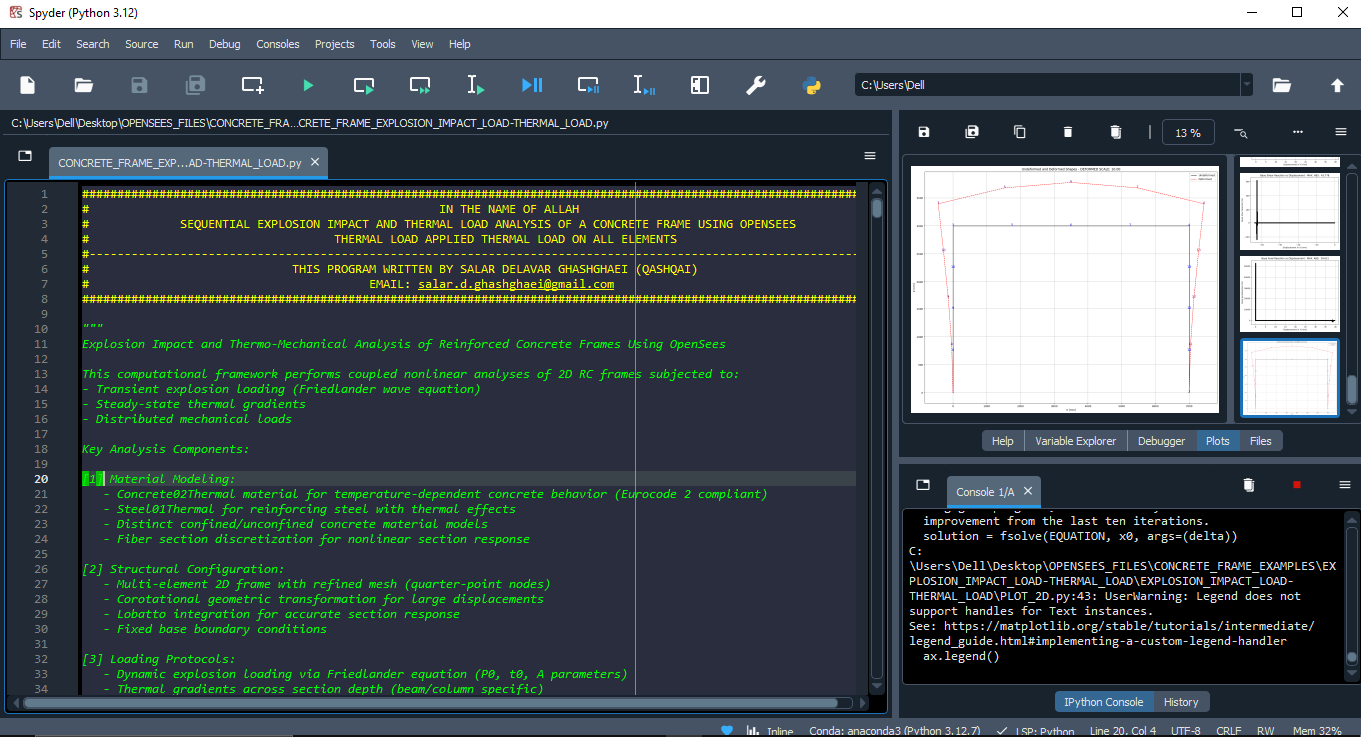 Spyder (Python 3.12)
File Edit Search Source Run Debug Consoles Projects Tools View Help
C:\Users\Dell
C:\Users\Dell\Desktop\OPENSEES_FILES\CONCRETE_FRA...CRETE_FRAME_EXPLOSION_IMPACT_LOAD-THERMAL_LOAD.py
CONCRETE_FRAME_EXP...AD-THERMAL_LOAD.py
1 ####################################################################################################
2 # IN THE NAME OF ALLAH
3 # SEQUENTIAL EXPLOSION IMPACT AND THERMAL LOAD ANALYSIS OF A CONCRETE FRAME USING OPENSEES
4 # THERMAL LOAD APPLIED THERMAL LOAD ON ALL ELEMENTS
5 #---------------------------------------------------------------------------------------------------
6 # THIS PROGRAM WRITTEN BY SALAR DELAVAR GHASHGHAEI (QASHQAI)
7 # EMAIL: salar.d.ghashghaei@gmail.com
8 ####################################################################################################
9
10 """
11 Explosion Impact and Thermo-Mechanical Analysis of Reinforced Concrete Frames Using OpenSees
12
13 This computational framework performs coupled nonlinear analyses of 2D RC frames subjected to:
14 - Transient explosion loading (Friedlander wave equation)
15 - Steady-state thermal gradients
16 - Distributed mechanical loads
17
18 Key Analysis Components:
19
20 [1] Material Modeling:
21 - Concrete02Thermal material for temperature-dependent concrete behavior (Eurocode 2 compliant)
22 - Steel01Thermal for reinforcing steel with thermal effects
23 - Distinct confined/unconfined concrete material models
24 - Fiber section discretization for nonlinear section response
25
26 [2] Structural Configuration:
27 - Multi-element 2D frame with refined mesh (quarter-point nodes)
28 - Corotational geometric transformation for large displacements
29 - Lobatto integration for accurate section response
30 - Fixed base boundary conditions
31
32 [3] Loading Protocols:
33 - Dynamic explosion loading via Friedlander equation (P0, t0, A parameters)
34 - Thermal gradients across section depth (beam/column specific)
13 %
Undeformed and Deformed Shapes - DEFORMED SCALE: 10.00
Help Variable Explorer Debugger Plots Files
Console 1/A
improvement from the last ten iterations.
solution = fsolve(EQUATION, x0, args=(delta))
C:
\Users\Dell\Desktop\OPENSEES_FILES\CONCRETE_FRAME_EXAMPLES\EX
PLOSION_IMPACT_LOAD-THERMAL_LOAD\EXPLOSION_IMPACT_LOAD-
THERMAL_LOAD\PLOT_2D.py:43: UserWarning: Legend does not
support handles for Text instances.
See: https://matplotlib.org/stable/tutorials/intermediate/
legend_guide.html#implementing-a-custom-legend-handler
ax.legend()
IPython Console History
Inline Conda: anaconda3 (Python 3.12.7) LSP: Python Line 20, Col 4 UTF-8 CRLF RW Mem 32%